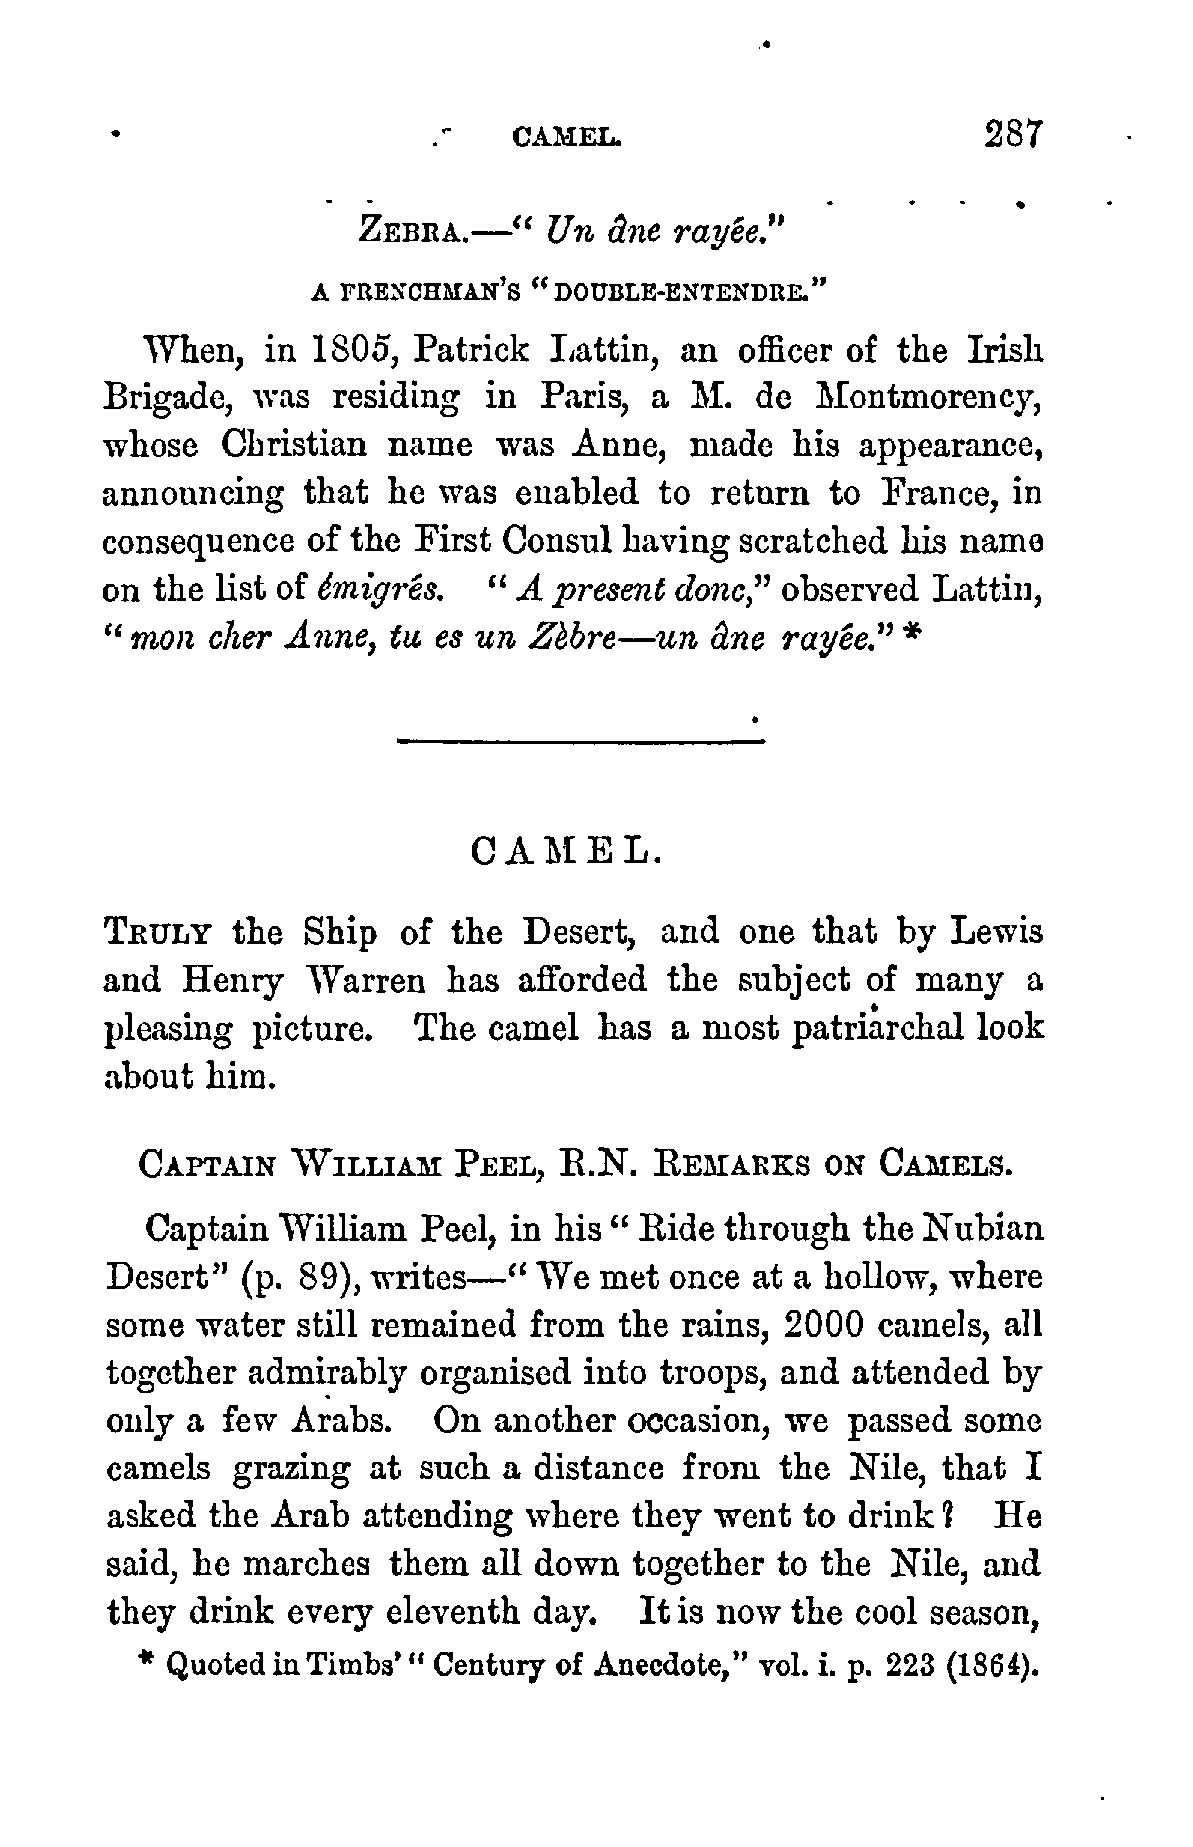 CAMEL. 287
ZEBRA.—“ Un âne rayée.”
A FRENCHMAN’S “DOUBLE-ENTENDRE.”
When, in 1805, Patrick Lattin, an officer of the Irish
Brigade, was residing in Paris, a M. de Montmorency,
whose Christian name was Anne, made his appearance,
announcing that he was enabled to return to France, in
consequence of the First Consul having scratched his name
on the list of émigrés. “ A present donc,” observed Lattin,
“mon cher Anne, tu es un Zèbre—un âne rayée.” *
CAMEL.
TRULY the Ship of the Desert, and one that by Lewis
and Henry Warren has afforded the subject of many a
pleasing picture. The camel has a most patriarchal look
about him.
CAPTAIN WILLIAM PEEL, R.N. REMARKS ON CAMELS.
Captain William Peel, in his “ Ride through the Nubian
Desert” (p. 89), writes—“ We met once at a hollow, where
some water still remained from the rains, 2000 camels, all
together admirably organised into troops, and attended by
only a few Arabs. On another occasion, we passed some
camels grazing at such a distance from the Nile, that I
asked the Arab attending where they went to drink? He
said, he marches them all down together to the Nile, and
they drink every eleventh day. It is now the cool season,
* Quoted in Timbs’ “ Century of Anecdote,” vol. i. p. 223 (1864).